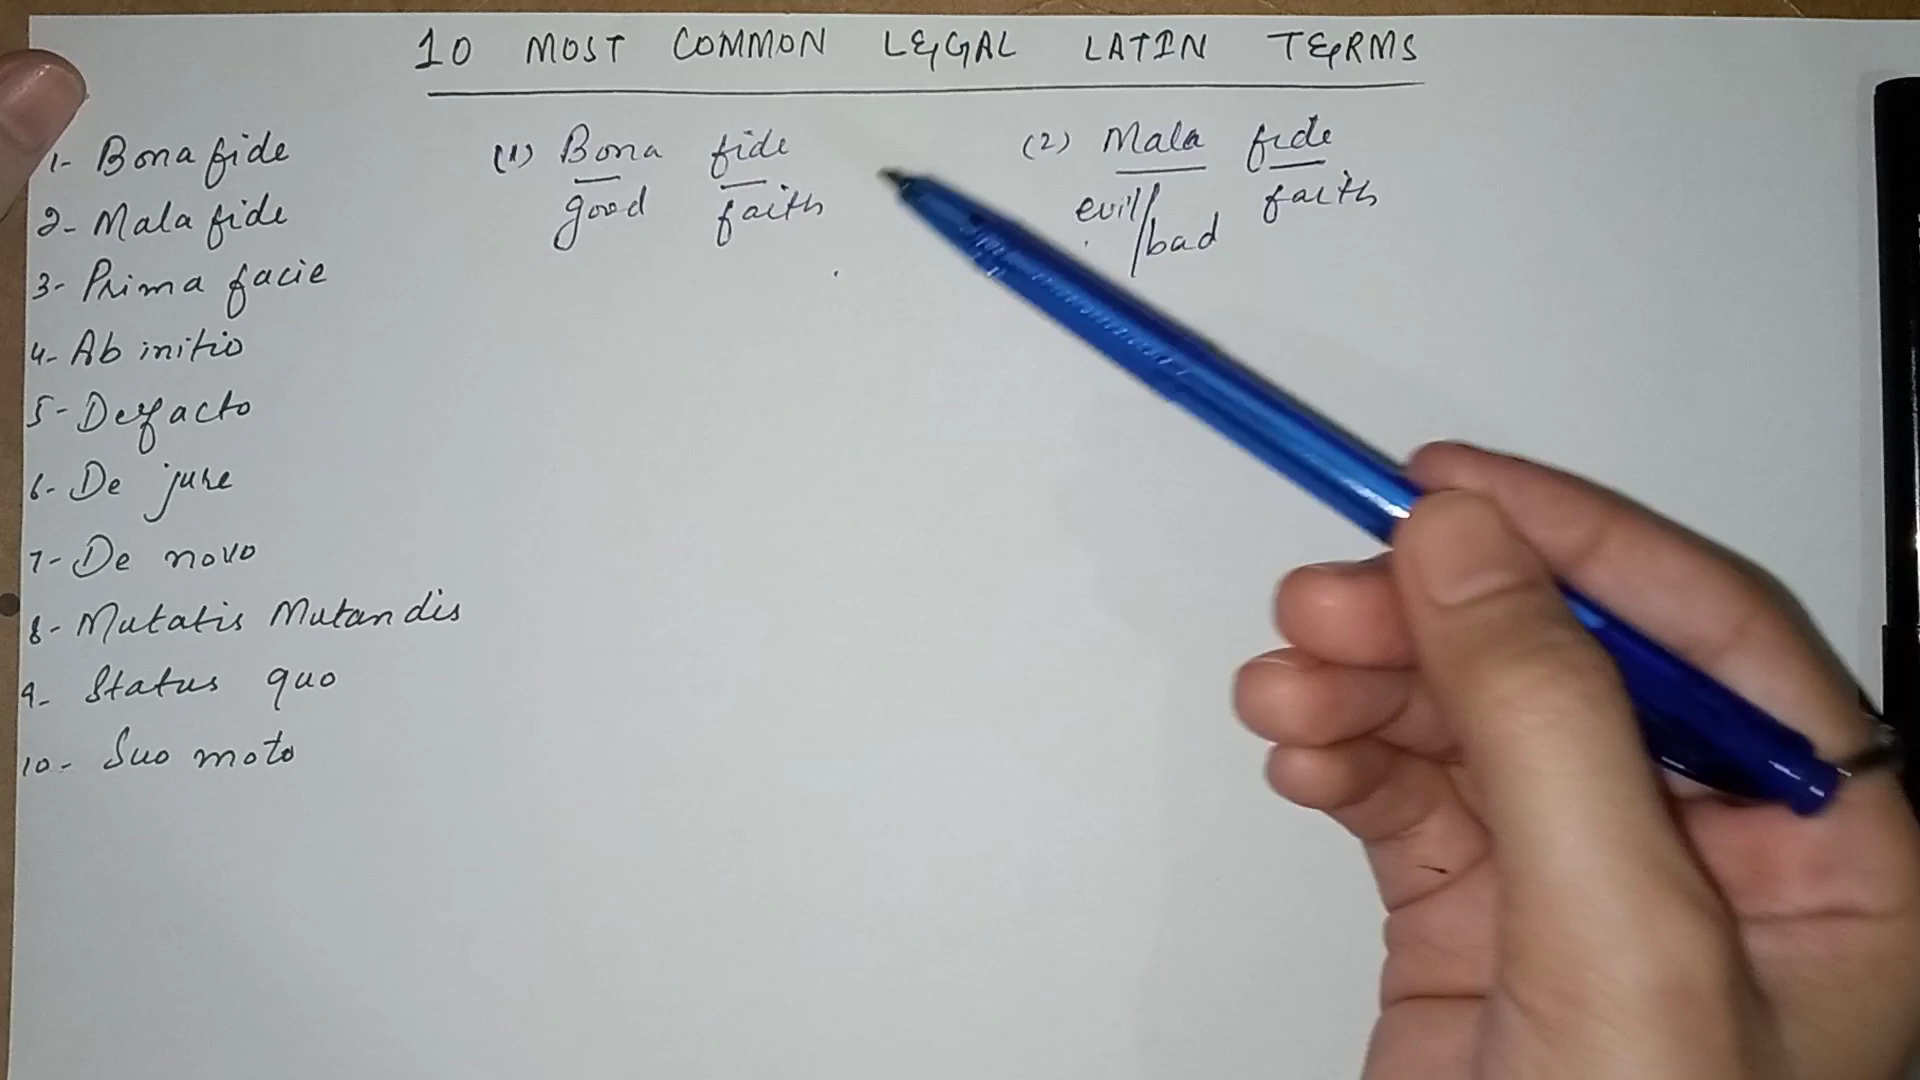 10 MOST COMMON LEGAL LATIN TERMS
1- Bonafide
2- Mala fide
3- Prima facie
4- Ab initio
5- Defacto
6- De jure
7- De novo
8- Mutatis Mutandis
9- Status quo
10- Suo moto
(1) Bona fide
good faith
(2) Mala fide
evil/ faith
/bad